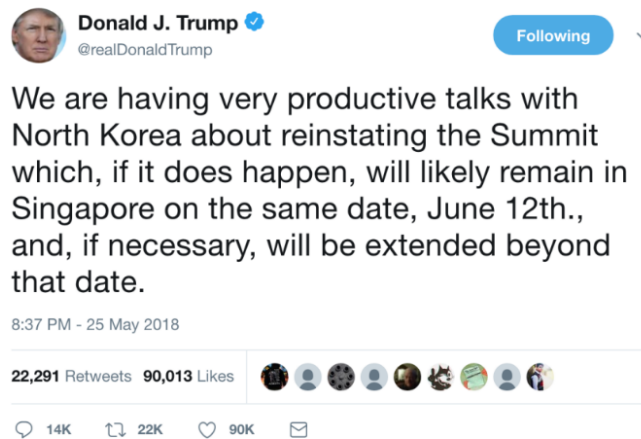 Donald J. Trump
@realDonaldTrump
Following
We are having very productive talks with
North Korea about reinstating the Summit
which, if it does happen, will likely remain in
Singapore on the same date, June 12th.,
and, if necessary, will be extended beyond
that date.
8:37 PM - 25 May 2018
22,291 Retweets 90,013 Likes
14K 22K 90K